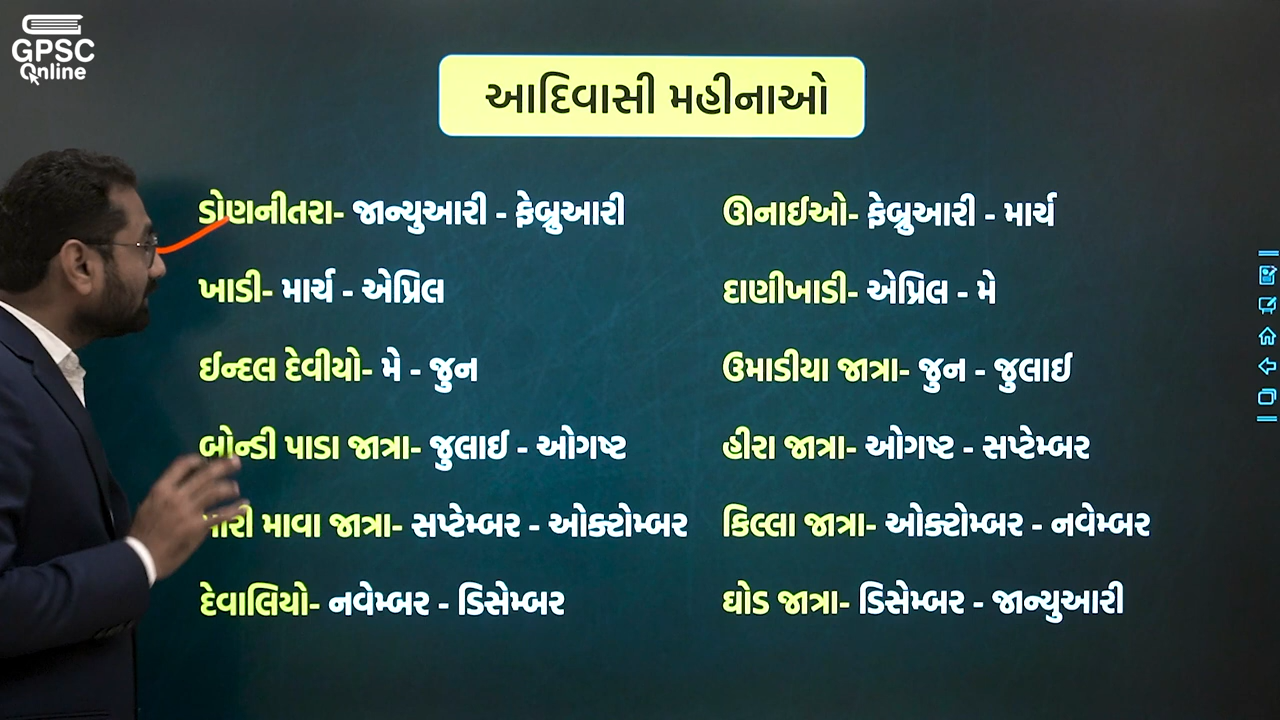 GPSC
Online
આદિવાસી મહીનાઓ
ડોણનીતરા- જાન્યુઆરી - ફેબ્રુઆરી
ઊનાઈઓ- ફેબ્રુઆરી - માર્ચ
ખાડી- માર્ચ - એપ્રિલ
દાણીખાડી- એપ્રિલ - મે
ઈન્દલ દેવીયો- મે - જુન
ઉમાડીયા જાત્રા- જુન - જુલાઈ
બોન્ડી પાડા જાત્રા- જુલાઈ - ઓગષ્ટ
હીરા જાત્રા- ઓગષ્ટ - સપ્ટેમ્બર
માવા જાત્રા- સપ્ટેમ્બર - ઓક્ટોમ્બર
કિલ્લા જાત્રા- ઓક્ટોમ્બર - નવેમ્બર
દેવાલિયો- નવેમ્બર - ડિસેમ્બર
ઘોડ જાત્રા- ડિસેમ્બર - જાન્યુઆરી